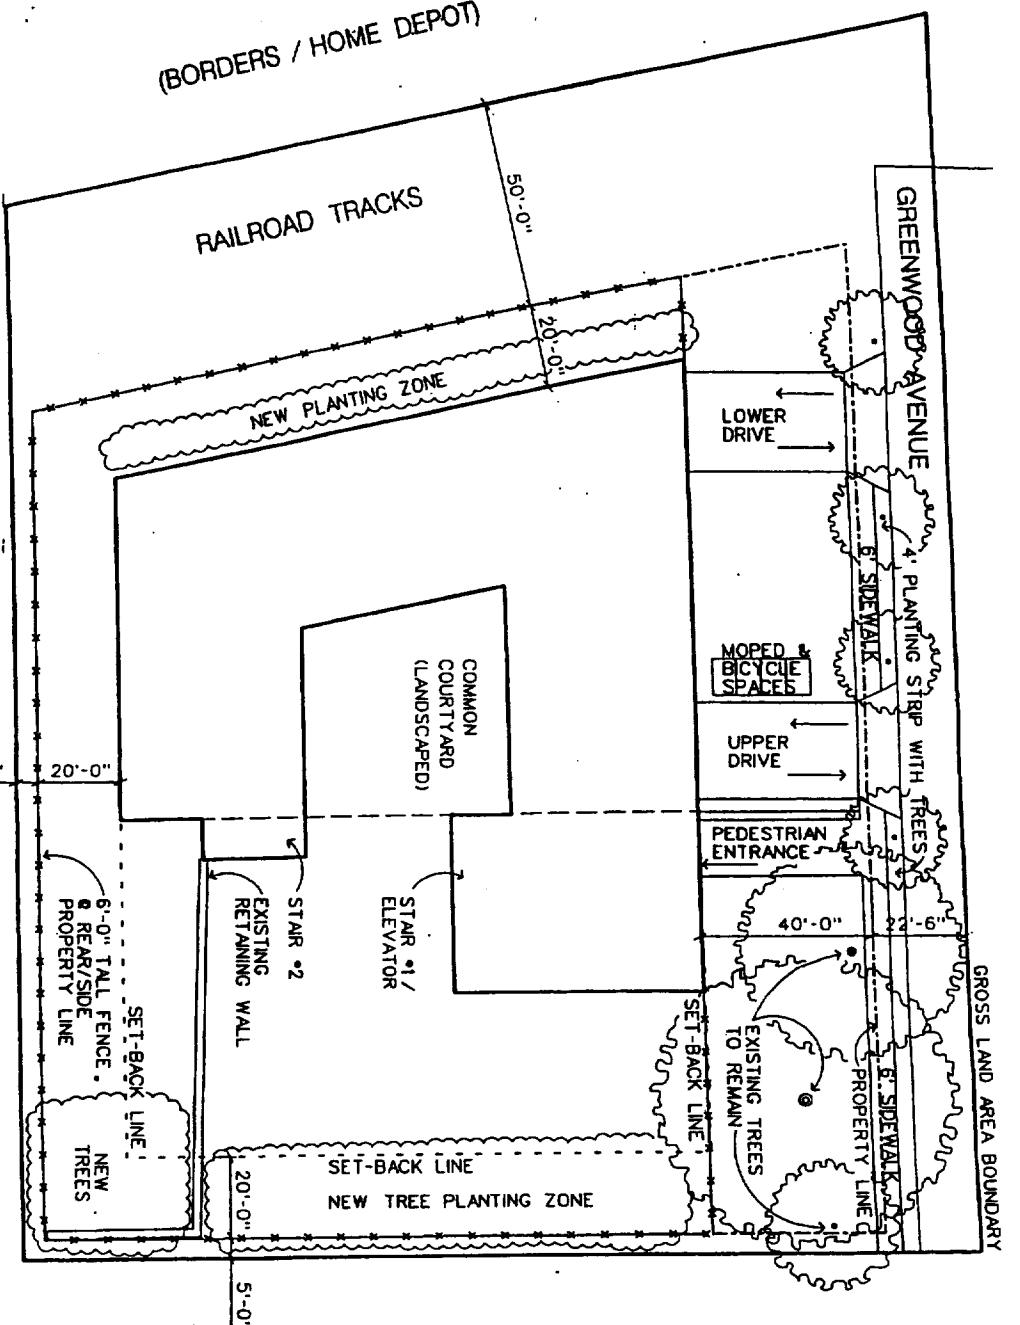 (BORDERS / HOME DEPOT)
RAILROAD TRACKS
50'-0"
20'-0"
NEW PLANTING ZONE
GREENWOOD AVENUE
LOWER
DRIVE
4' PLANTING STRIP WITH TREES
6' SIDEWALK
MOPED &
BICYCLE
SPACES
COMMON
COURTYARD
(LANDSCAPED)
UPPER
DRIVE
20'-0"
PEDESTRIAN
ENTRANCE
40'-0"
22'-6"
STAIR #1 /
ELEVATOR
STAIR #2
EXISTING
RETAINING WALL
6'-0" TALL FENCE
@ REAR/SIDE
PROPERTY LINE
SET-BACK LINE
SET-BACK LINE
EXISTING TREES
TO REMAIN
PROPERTY LINE
6' SIDEWALK
GROSS LAND AREA BOUNDARY
NEW
TREES
20'-0"
SET-BACK LINE
NEW TREE PLANTING ZONE
5'-0"